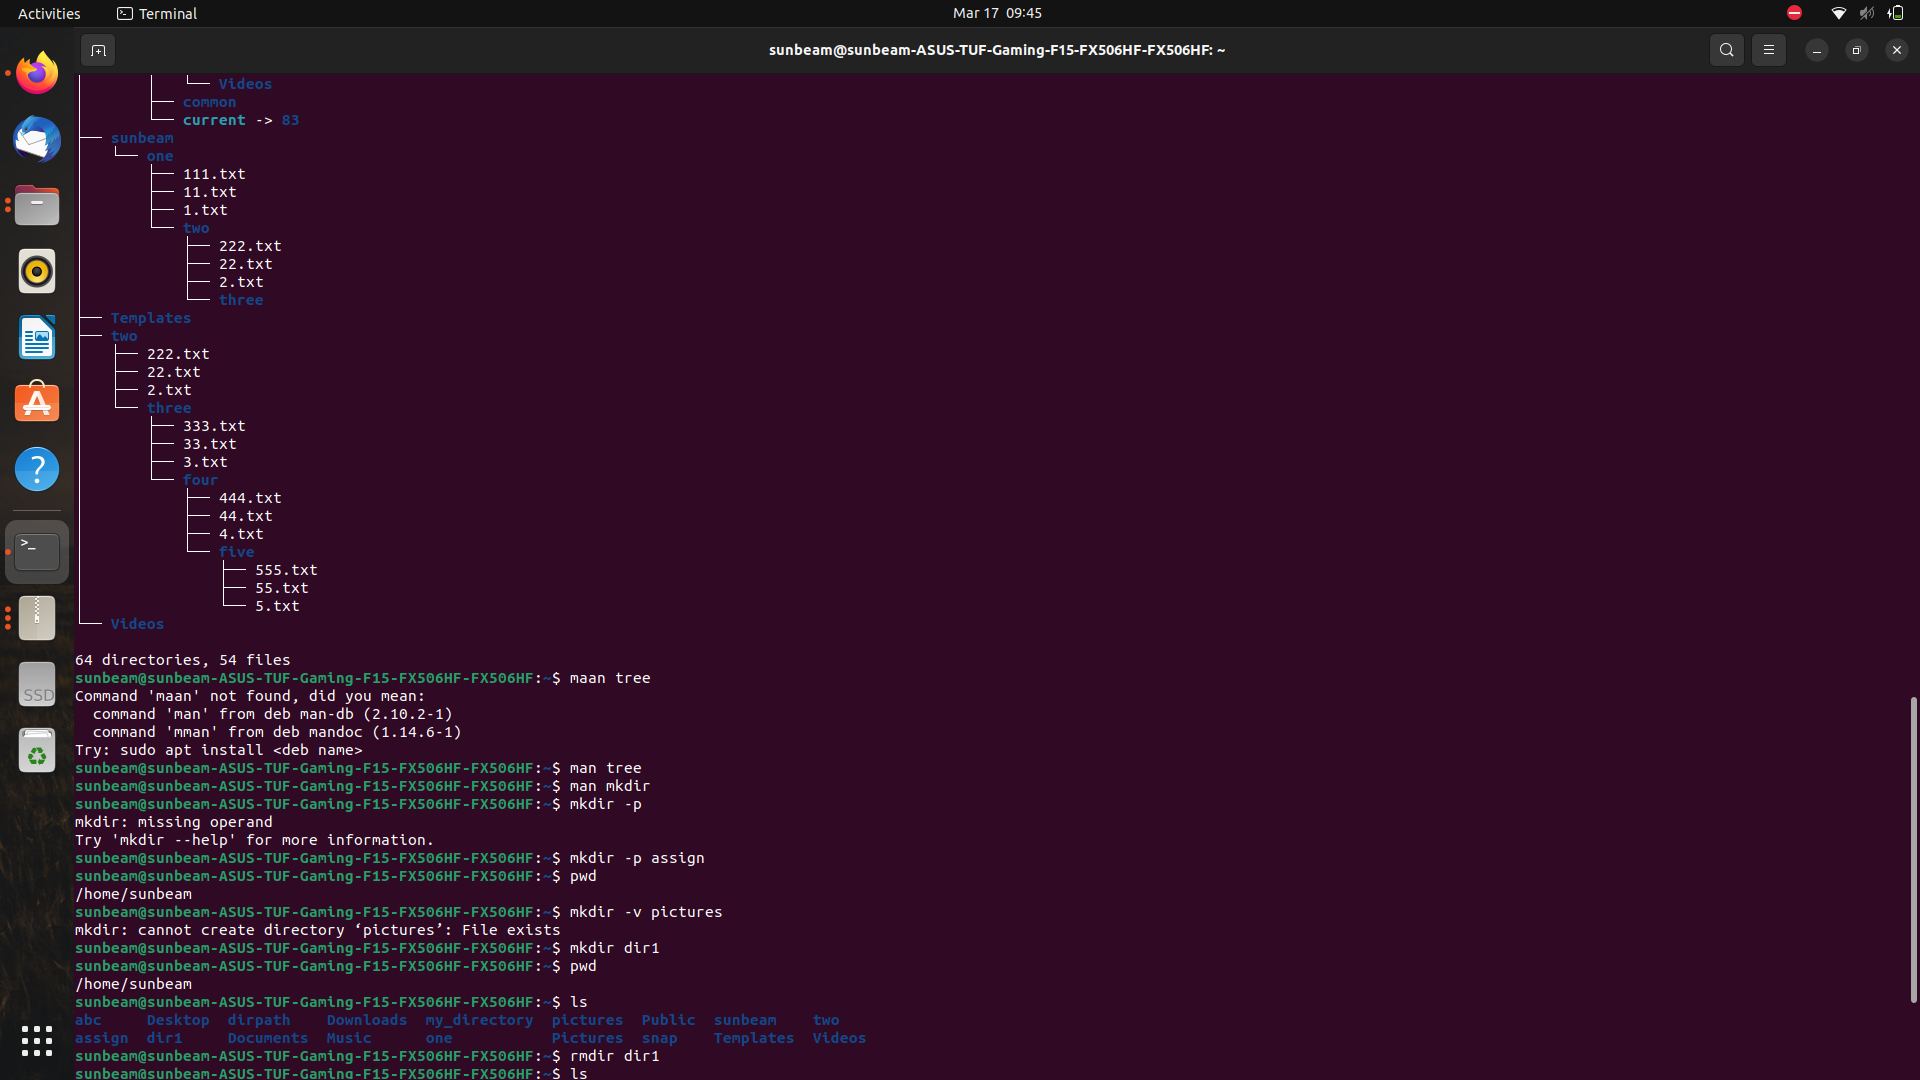 Activities
Terminal
Mar 17 09:45
sunbeam@sunbeam-ASUS-TUF-Gaming-F15-FX506HF-FX506HF: ~
Videos
common
current -> 83
sunbeam
one
111.txt
11.txt
1.txt
two
222.txt
22.txt
2.txt
three
Templates
two
222.txt
22.txt
2.txt
three
333.txt
33.txt
3.txt
four
444.txt
44.txt
4.txt
five
555.txt
55.txt
5.txt
Videos
64 directories, 54 files
sunbeam@sunbeam-ASUS-TUF-Gaming-F15-FX506HF-FX506HF:~$ maan tree
Command 'maan' not found, did you mean:
command 'man' from deb man-db (2.10.2-1)
command 'mman' from deb mandoc (1.14.6-1)
Try: sudo apt install <deb name>
sunbeam@sunbeam-ASUS-TUF-Gaming-F15-FX506HF-FX506HF:~$ man tree
sunbeam@sunbeam-ASUS-TUF-Gaming-F15-FX506HF-FX506HF:~$ man mkdir
sunbeam@sunbeam-ASUS-TUF-Gaming-F15-FX506HF-FX506HF:~$ mkdir -p
mkdir: missing operand
Try 'mkdir --help' for more information.
sunbeam@sunbeam-ASUS-TUF-Gaming-F15-FX506HF-FX506HF:~$ mkdir -p assign
sunbeam@sunbeam-ASUS-TUF-Gaming-F15-FX506HF-FX506HF:~$ pwd
/home/sunbeam
sunbeam@sunbeam-ASUS-TUF-Gaming-F15-FX506HF-FX506HF:~$ mkdir -v pictures
mkdir: cannot create directory ‘pictures’: File exists
sunbeam@sunbeam-ASUS-TUF-Gaming-F15-FX506HF-FX506HF:~$ mkdir dir1
sunbeam@sunbeam-ASUS-TUF-Gaming-F15-FX506HF-FX506HF:~$ pwd
/home/sunbeam
sunbeam@sunbeam-ASUS-TUF-Gaming-F15-FX506HF-FX506HF:~$ ls
abc Desktop dirpath Downloads my_directory pictures Public sunbeam two
assign dir1 Documents Music one Pictures snap Templates Videos
sunbeam@sunbeam-ASUS-TUF-Gaming-F15-FX506HF-FX506HF:~$ rmdir dir1
sunbeam@sunbeam-ASUS-TUF-Gaming-F15-FX506HF-FX506HF:~$ ls
SSD